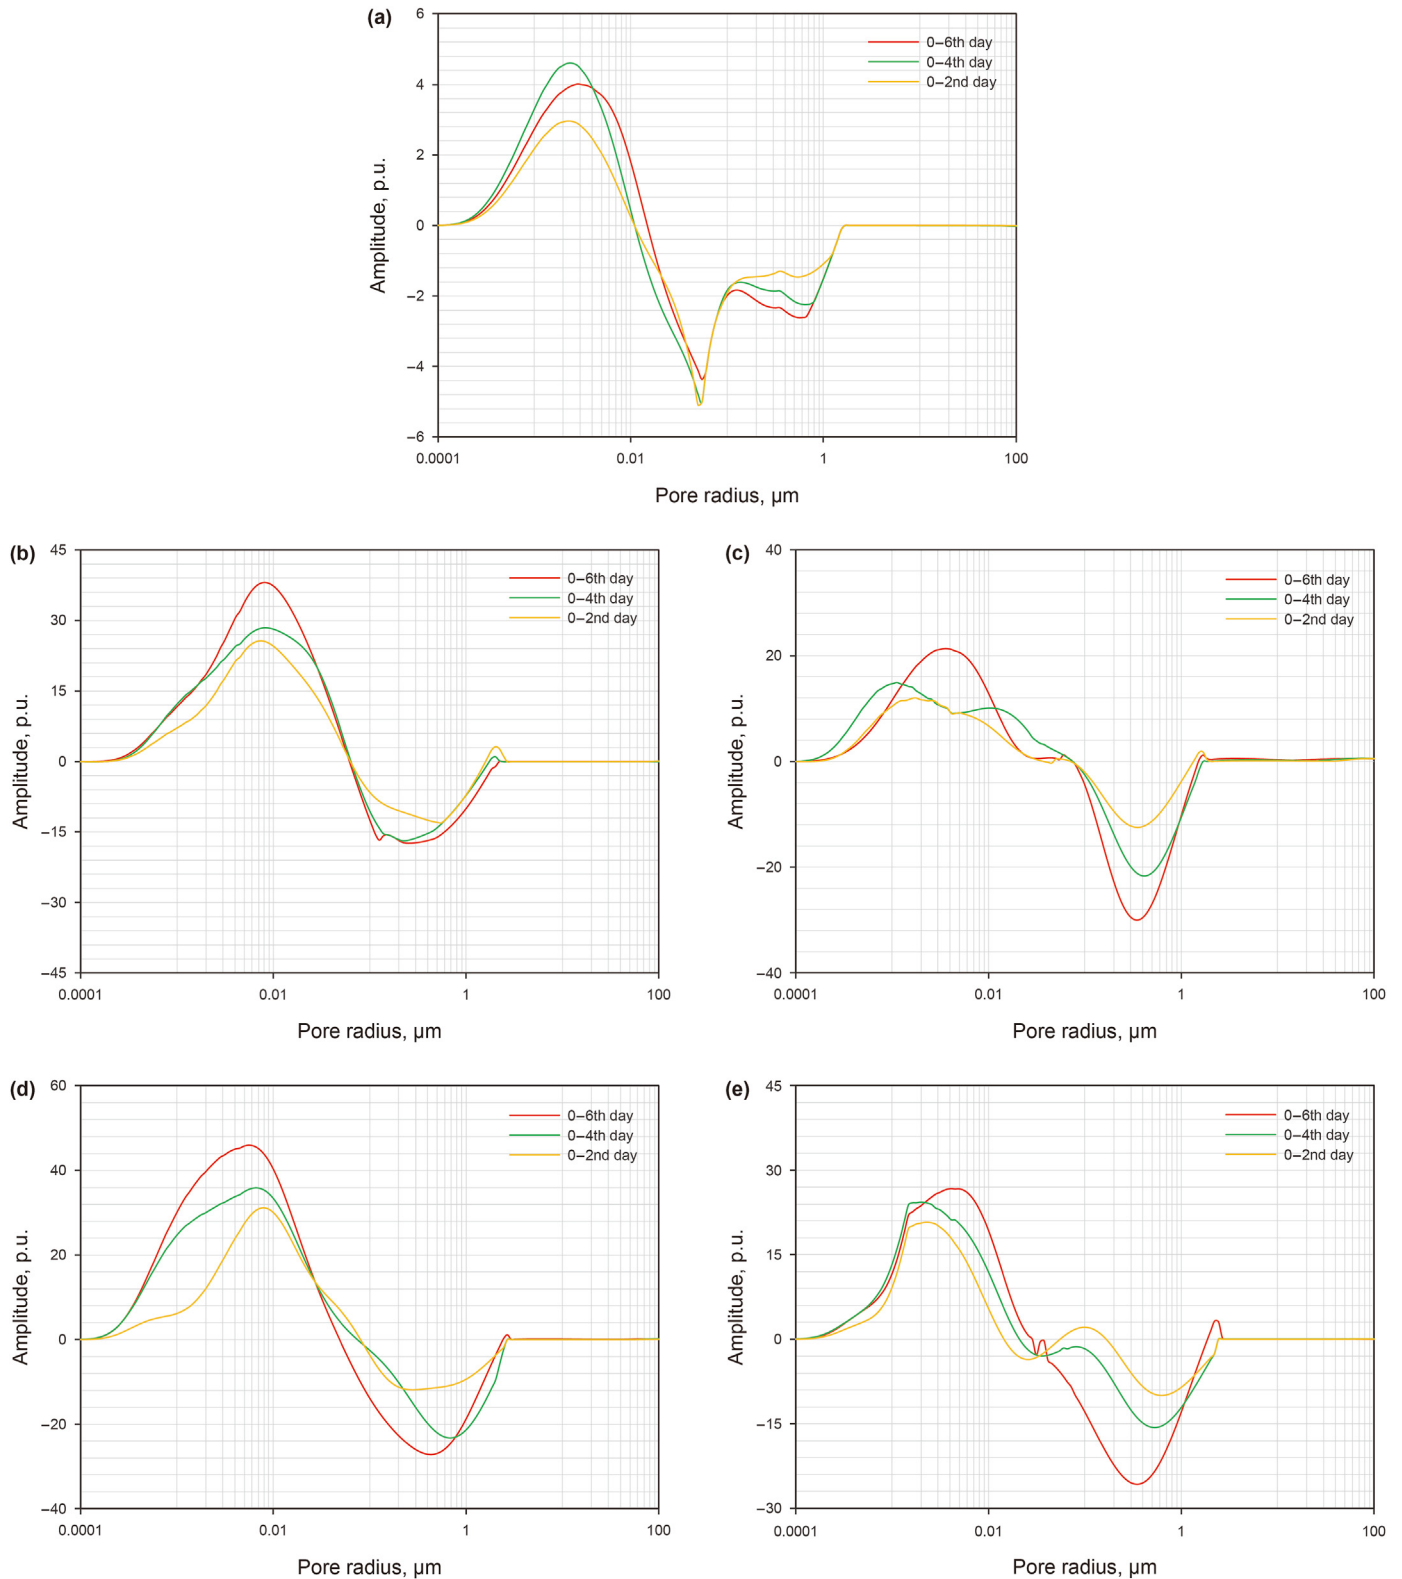 (a)
6
4
2
0
−2
−4
−6
Amplitude, p.u.
0−6th day
0−4th day
0−2nd day
0.0001
0.01
1
100
Pore radius, µm
(b)
45
30
15
0
−15
−30
−45
Amplitude, p.u.
0−6th day
0−4th day
0−2nd day
0.0001
0.01
1
100
Pore radius, µm
(c)
40
20
0
−20
−40
Amplitude, p.u.
0−6th day
0−4th day
0−2nd day
0.0001
0.01
1
100
Pore radius, µm
(d)
60
40
20
0
−20
−40
Amplitude, p.u.
0−6th day
0−4th day
0−2nd day
0.0001
0.01
1
100
Pore radius, µm
(e)
45
30
15
0
−15
−30
Amplitude, p.u.
0−6th day
0−4th day
0−2nd day
0.0001
0.01
1
100
Pore radius, µm